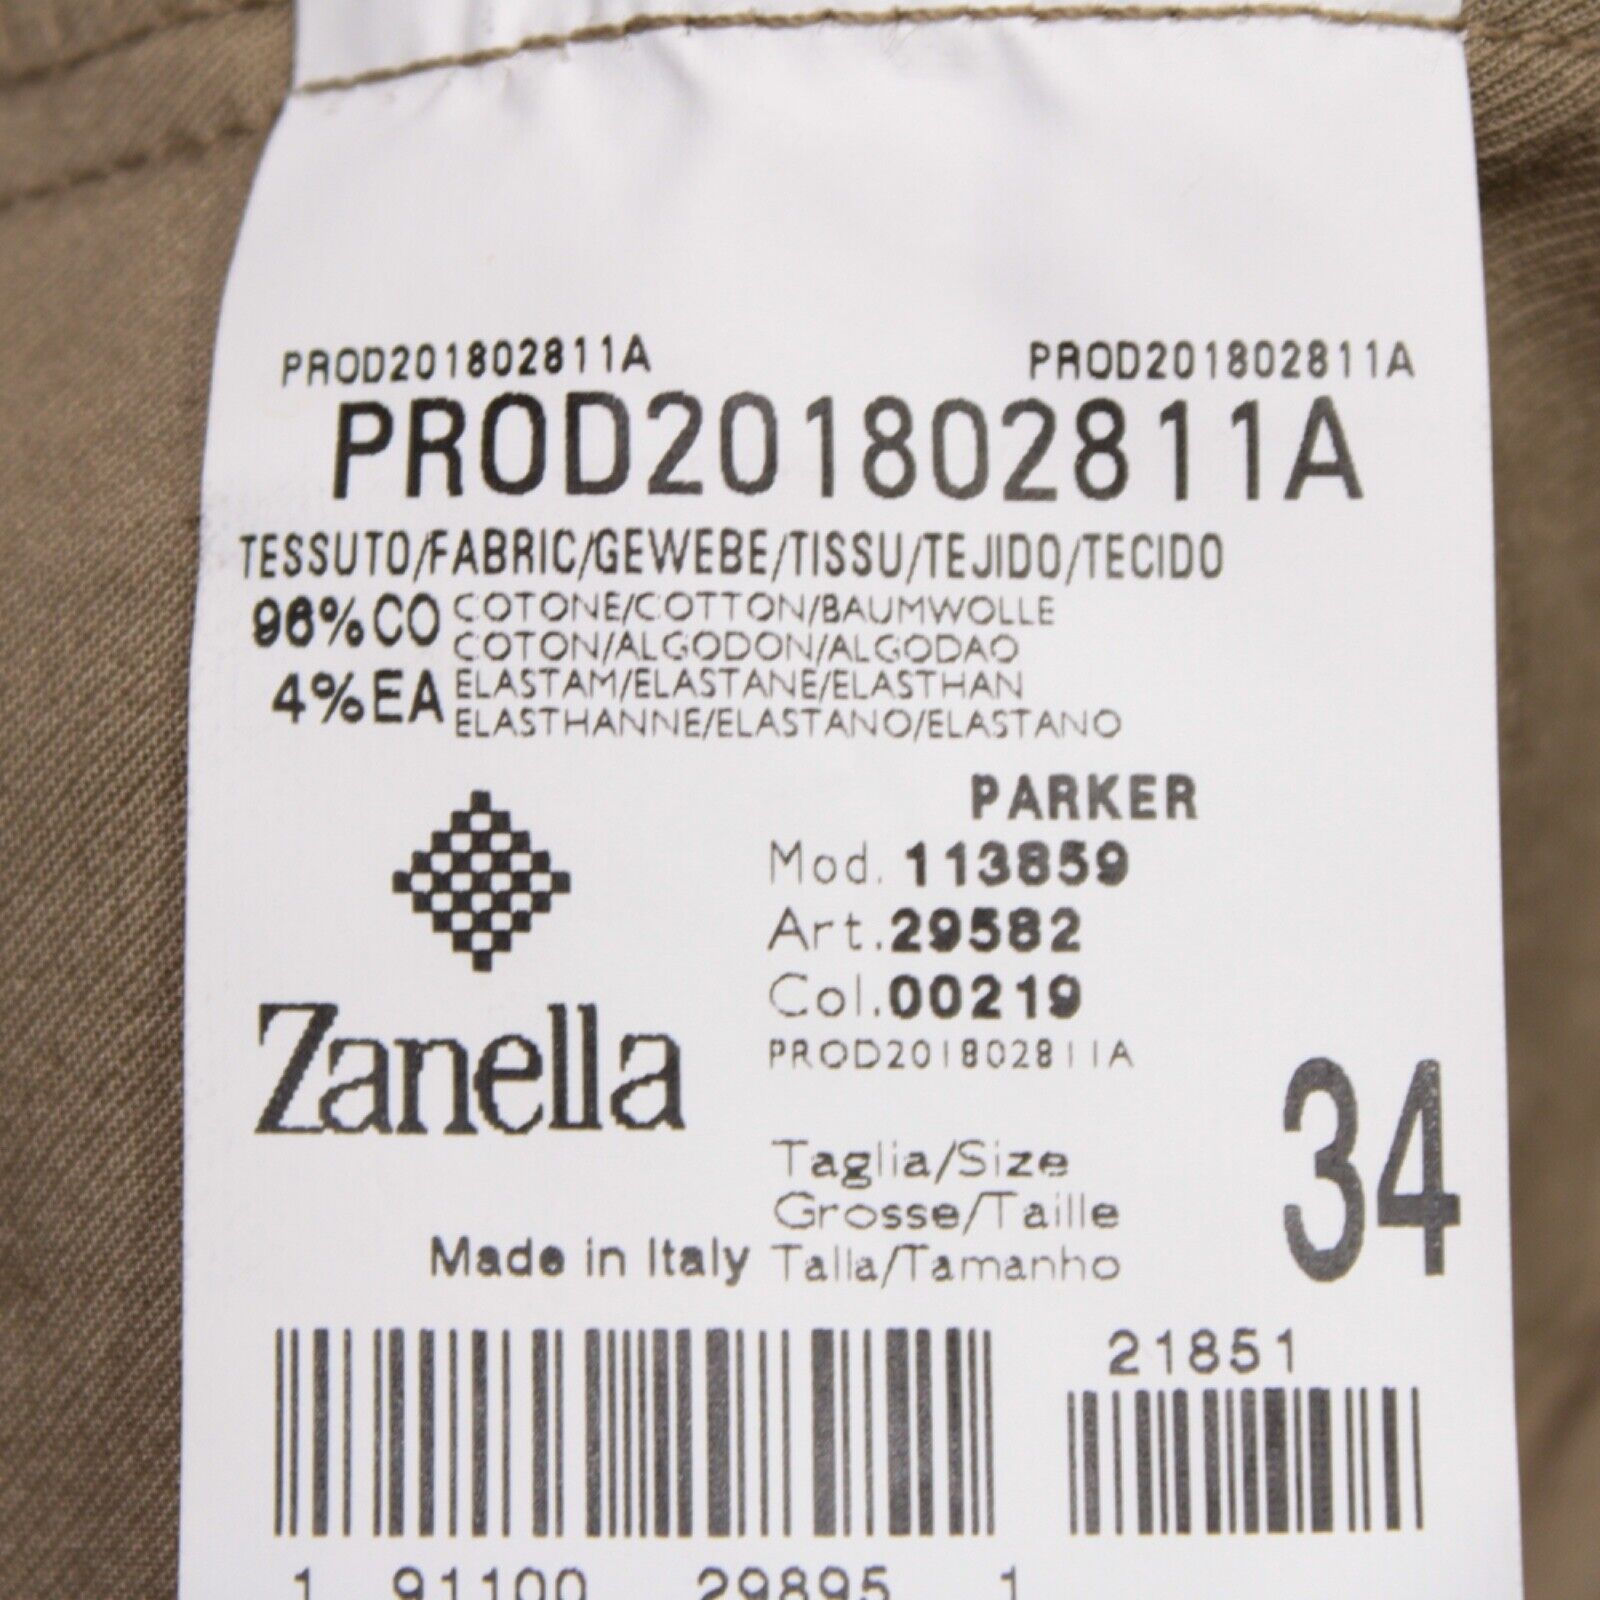 PROD201802811A PROD201802811A
PROD201802811A
TESSUTO/FABRIC/GEWEBE/TISSU/TEJIDO/TECIDO
96%CO COTONE/COTTON/BAUMWOLLE
COTON/ALGODON/ALGODAO
4%EA ELASTAM/ELASTANE/ELASTHAN
ELASTHANNE/ELASTANO/ELASTANO
PARKER
Mod. 113859
Art. 29582
Col. 00219
PROD201802811A
Zanella
34
Taglia/Size
Grosse/Taille
Made in Italy Talla/Tamanho
21851
1 91100 29895 1